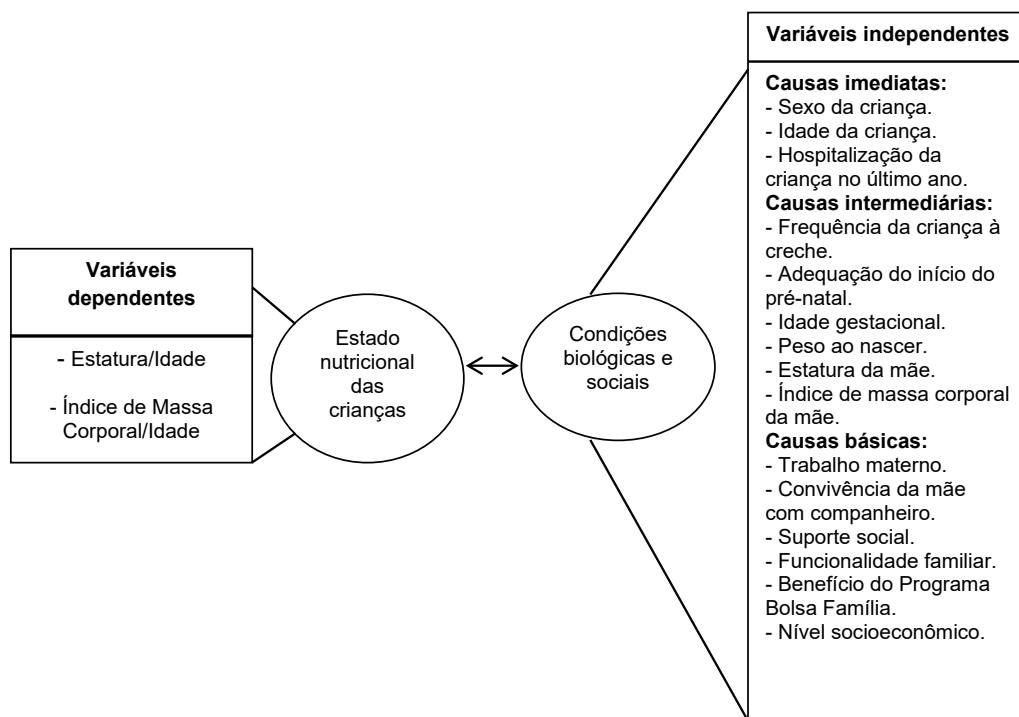 Variáveis
dependentes
- Estatura/Idade
- Índice de Massa
Corporal/Idade
Estado
nutricional
das
crianças
Condições
biológicas e
sociais
Variáveis independentes
Causas imediatas:
- Sexo da criança.
- Idade da criança.
- Hospitalização da
criança no último ano.
Causas intermediárias:
- Frequência da criança à
creche.
- Adequação do início do
pré-natal.
- Idade gestacional.
- Peso ao nascer.
- Estatura da mãe.
- Índice de massa corporal
da mãe.
Causas básicas:
- Trabalho materno.
- Convivência da mãe
com companheiro.
- Suporte social.
- Funcionalidade familiar.
- Benefício do Programa
Bolsa Família.
- Nível socioeconômico.